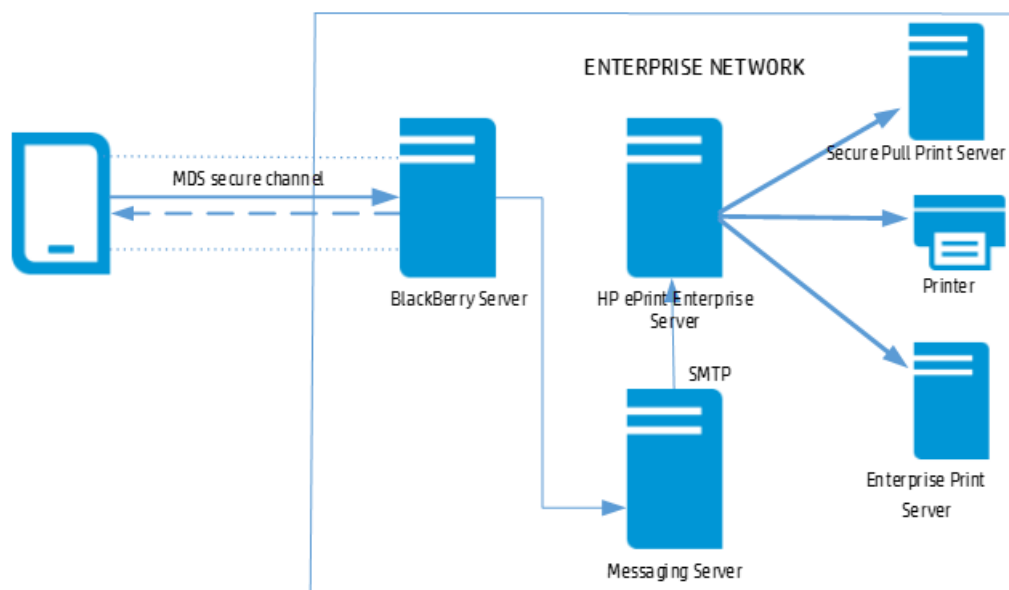 ENTERPRISE NETWORK
Secure Pull Print Server
MDS secure channel
Printer
BlackBerry Server
HP ePrint Enterprise
Server
SMTP
Enterprise Print
Server
Messaging Server